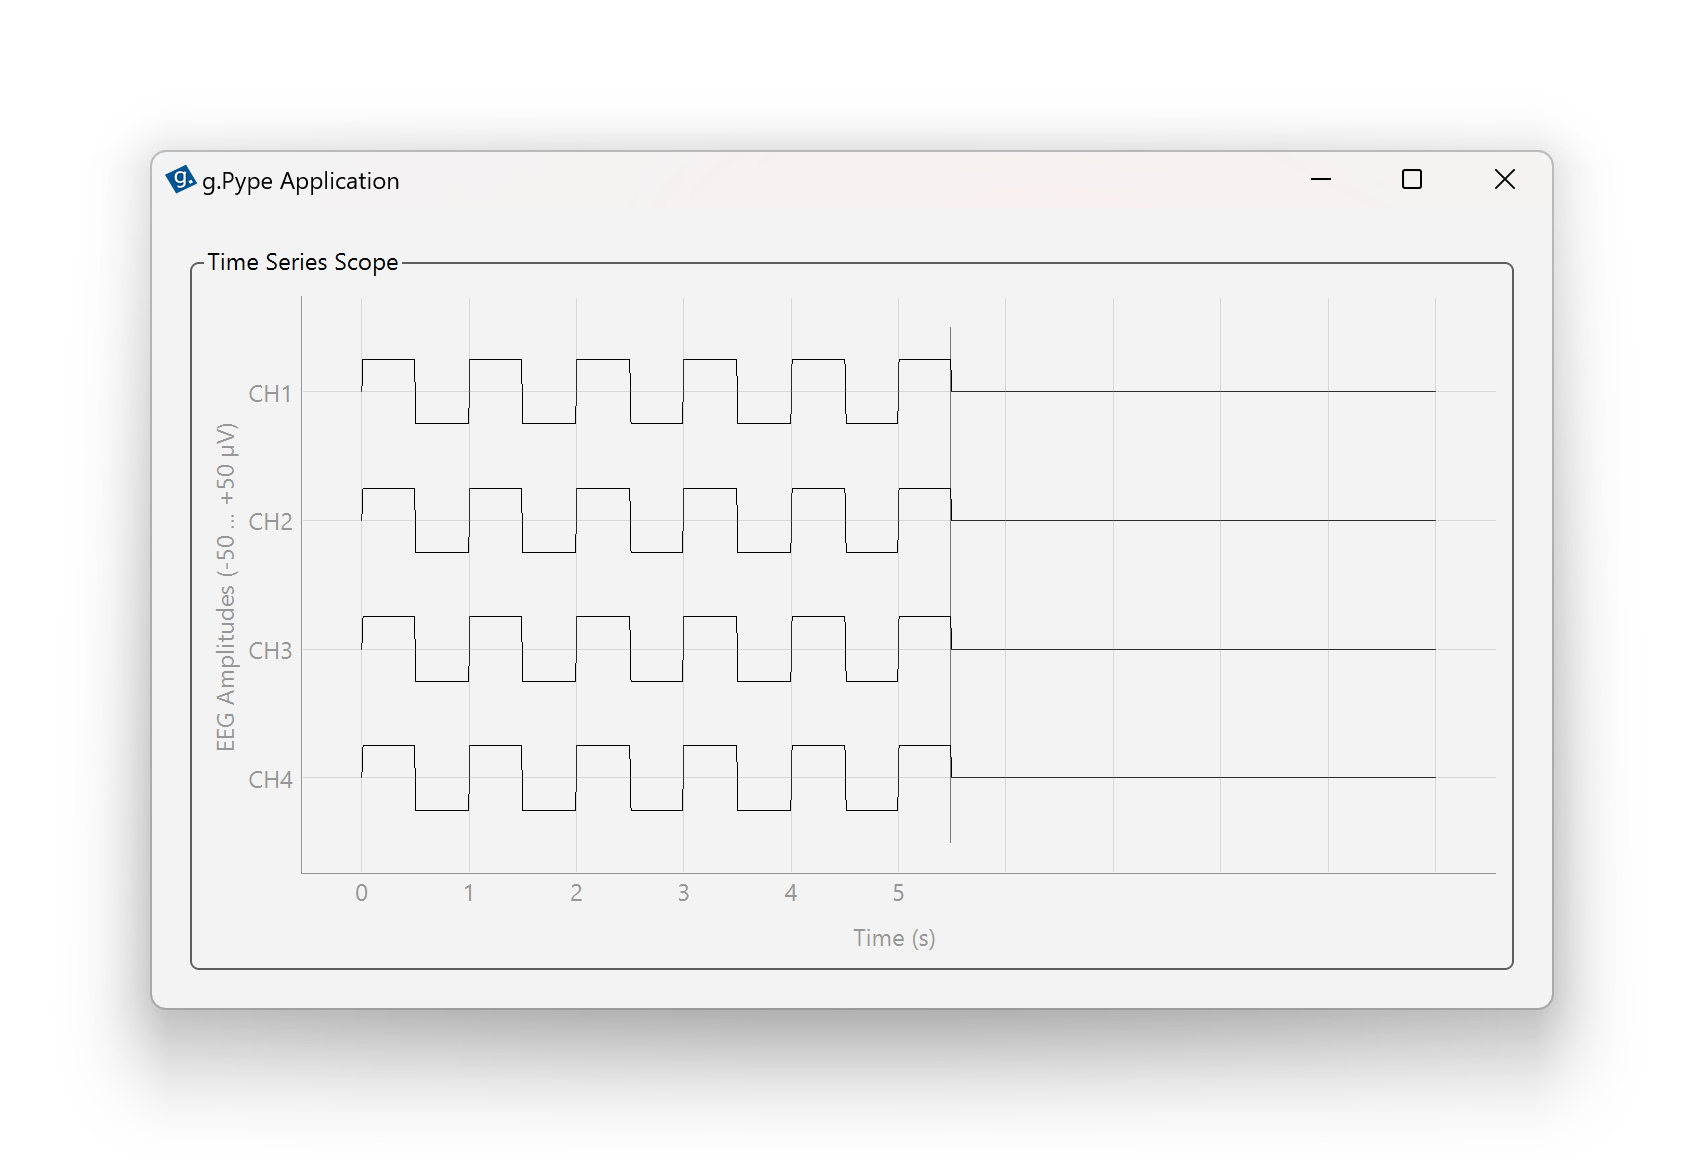 g.
g.Pype Application
Time Series Scope
EEG Amplitudes (-50 ... +50 µV)
CH1
CH2
CH3
CH4
0 1 2 3 4 5
Time (s)